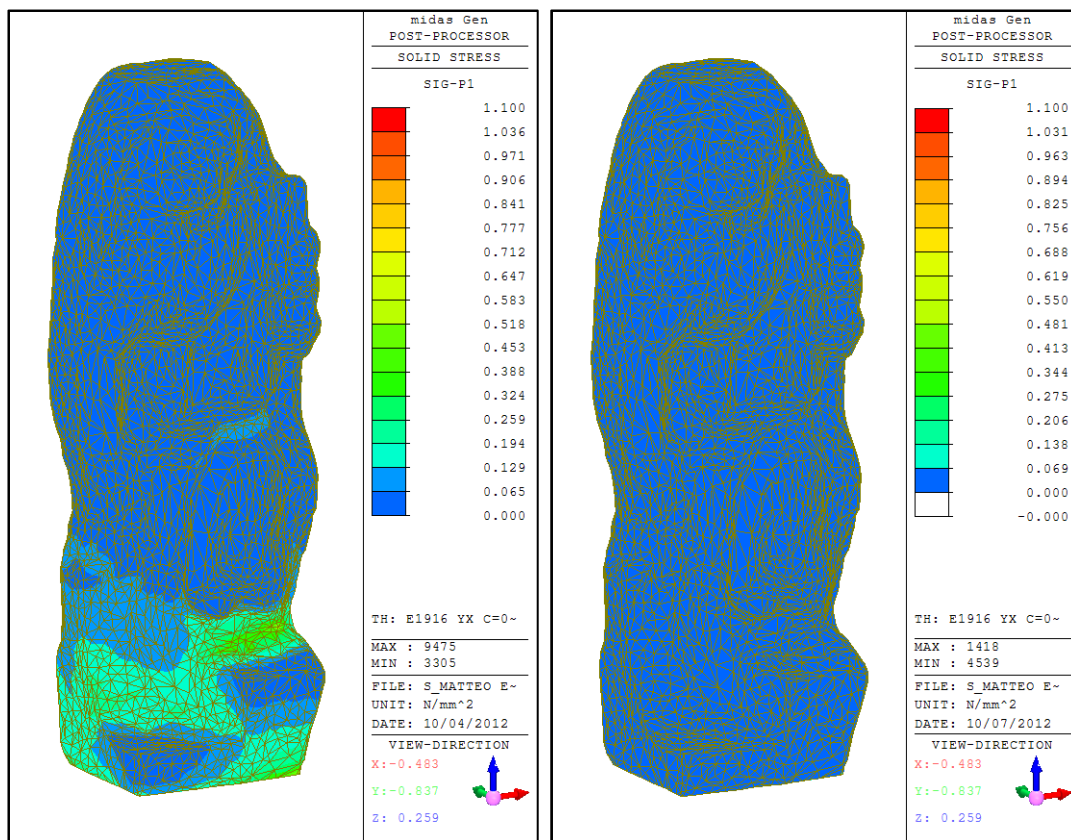 midas Gen
POST-PROCESSOR
SOLID STRESS
SIG-P1
1.100
1.036
0.971
0.906
0.841
0.777
0.712
0.647
0.583
0.518
0.453
0.388
0.324
0.259
0.194
0.129
0.065
0.000
TH: E1916 YX C=0~
MAX : 9475
MIN : 3305
FILE: S_MATTEO E~
UNIT: N/mm^2
DATE: 10/04/2012
VIEW-DIRECTION
X:-0.483
Y:-0.837
Z: 0.259
midas Gen
POST-PROCESSOR
SOLID STRESS
SIG-P1
1.100
1.031
0.963
0.894
0.825
0.756
0.688
0.619
0.550
0.481
0.413
0.344
0.275
0.206
0.138
0.069
0.000
-0.000
TH: E1916 YX C=0~
MAX : 1418
MIN : 4539
FILE: S_MATTEO E~
UNIT: N/mm^2
DATE: 10/07/2012
VIEW-DIRECTION
X:-0.483
Y:-0.837
Z: 0.259